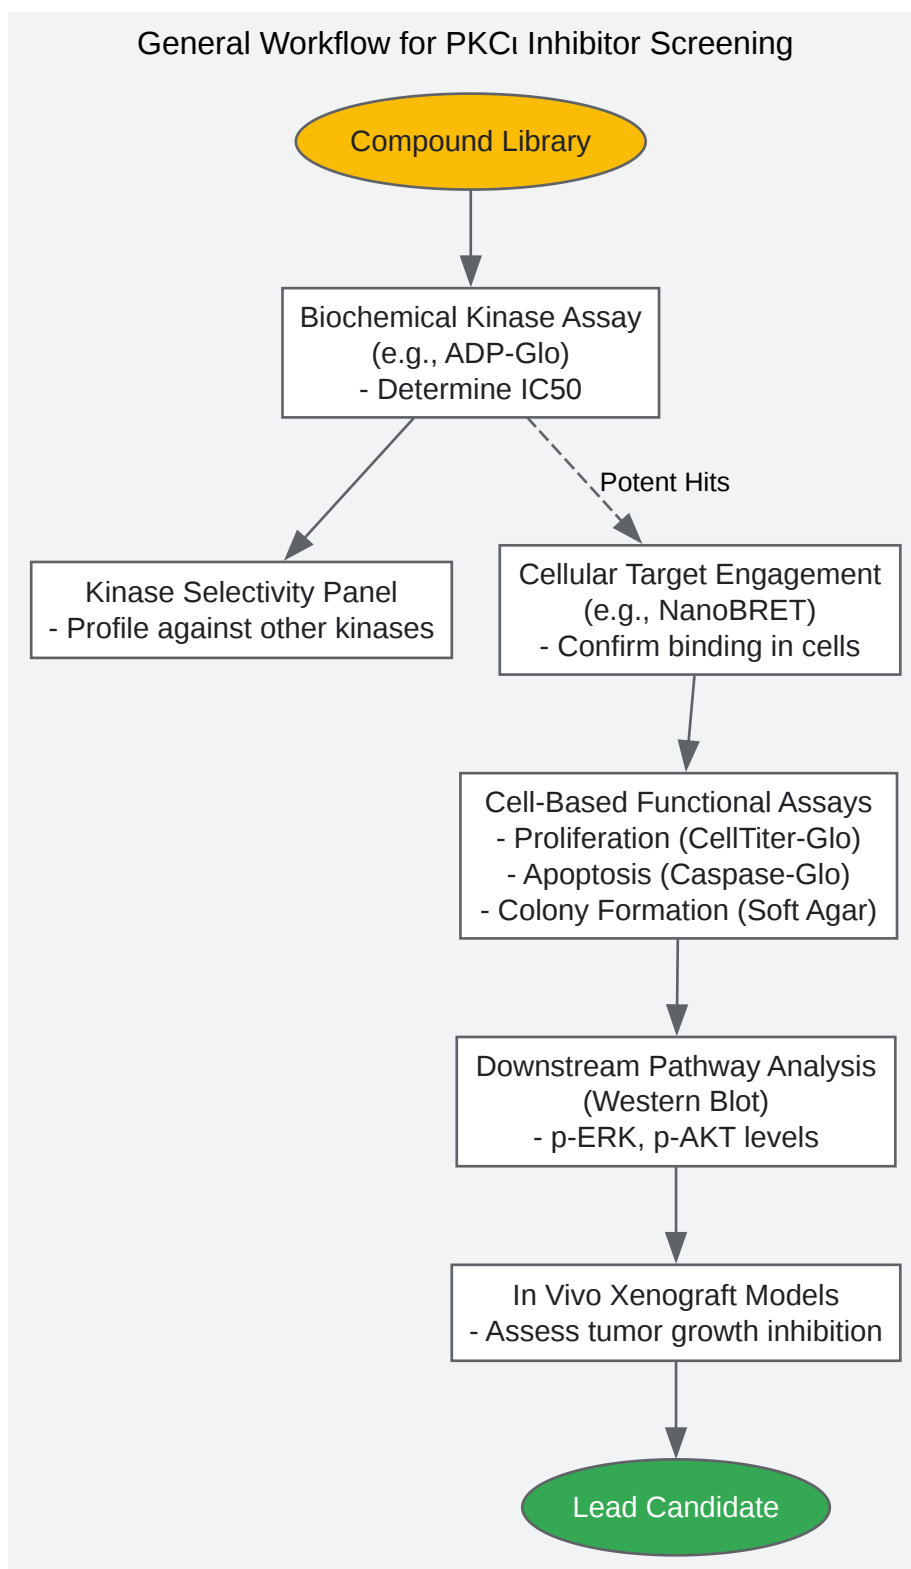 General Workflow for PKCι Inhibitor Screening
Compound Library
Biochemical Kinase Assay
(e.g., ADP-Glo)
- Determine IC50
Potent Hits
Kinase Selectivity Panel
- Profile against other kinases
Cellular Target Engagement
(e.g., NanoBRET)
- Confirm binding in cells
Cell-Based Functional Assays
- Proliferation (CellTiter-Glo)
- Apoptosis (Caspase-Glo)
- Colony Formation (Soft Agar)
Downstream Pathway Analysis
(Western Blot)
- p-ERK, p-AKT levels
In Vivo Xenograft Models
- Assess tumor growth inhibition
Lead Candidate